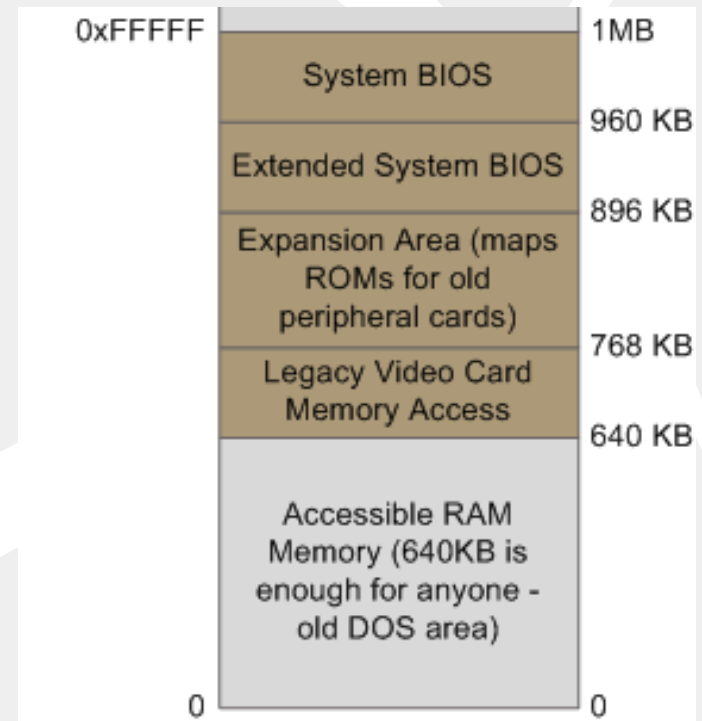 0xFFFFF
1MB
System BIOS
960 KB
Extended System BIOS
896 KB
Expansion Area (maps
ROMs for old
peripheral cards)
768 KB
Legacy Video Card
Memory Access
640 KB
Accessible RAM
Memory (640KB is
enough for anyone -
old DOS area)
0
0